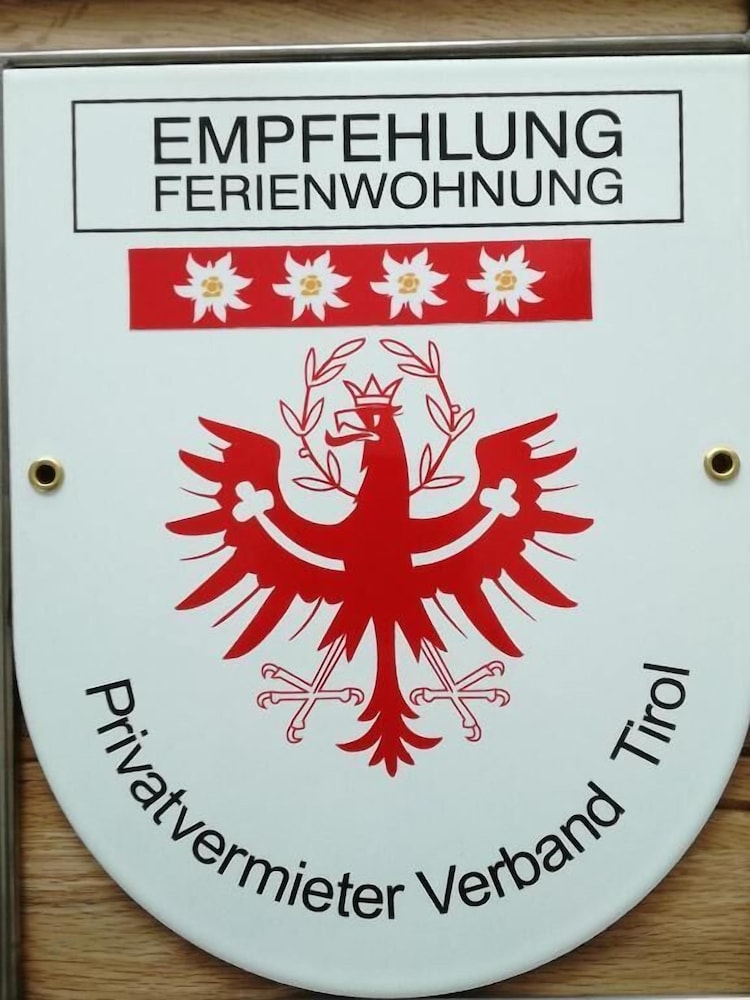 EMPFEHLUNG
FERIENWOHNUNG
Privatvermieter Verband Tirol